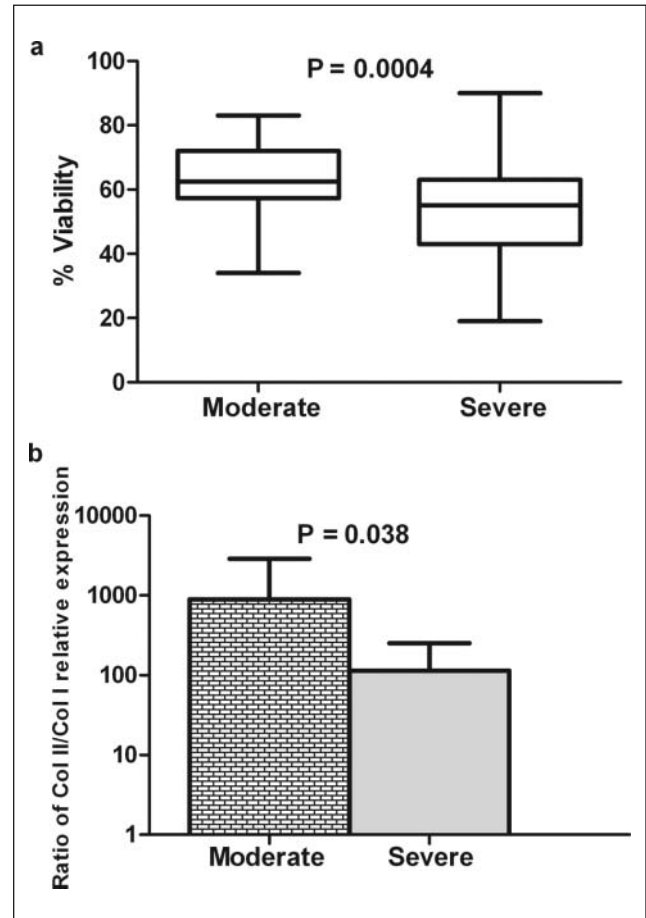 a
P = 0.0004
% Viability
100
80
60
40
20
0
Moderate Severe
b
P = 0.038
Ratio of Col II/Col I relative expression
10000
1000
100
10
1
Moderate Severe